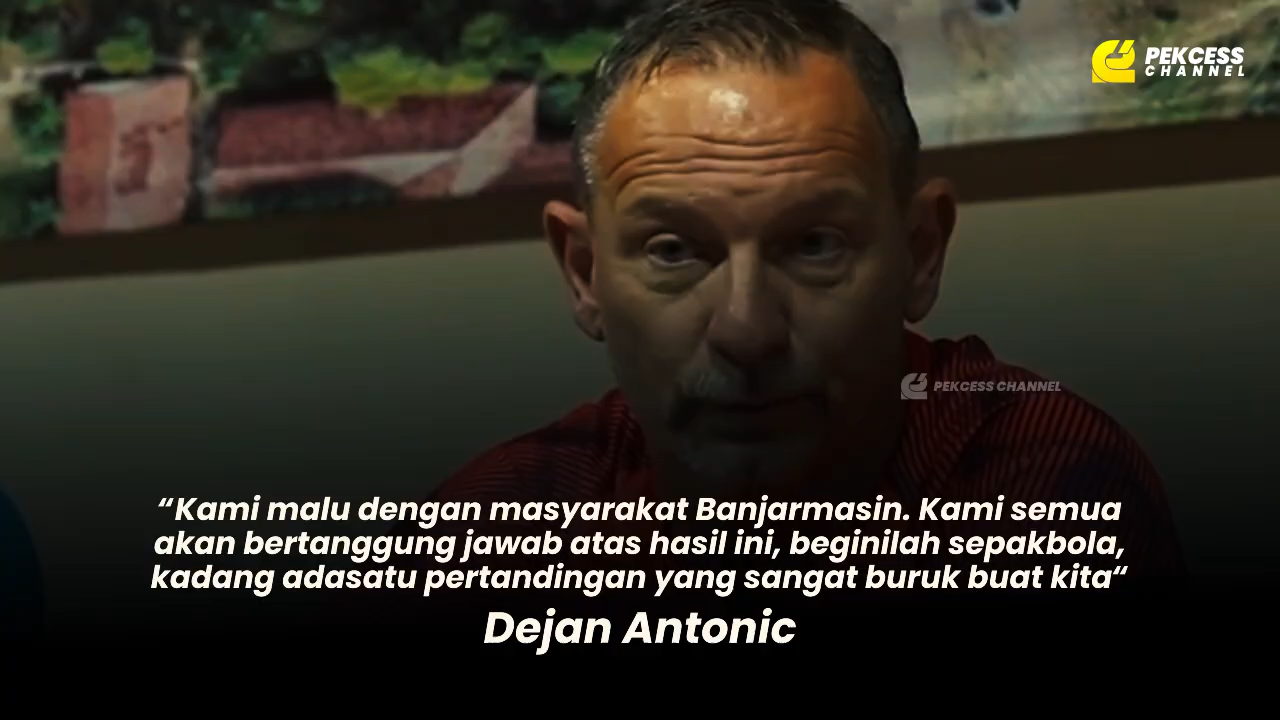 PEKCESS
CHANNEL
PEKCESS CHANNEL
“Kami malu dengan masyarakat Banjarmasin. Kami semua
akan bertanggung jawab atas hasil ini, beginilah sepakbola,
kadang adasatu pertandingan yang sangat buruk buat kita“
Dejan Antonic